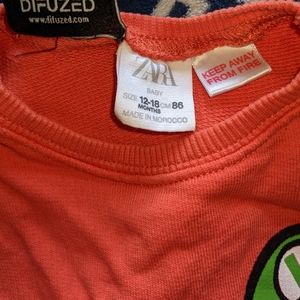 DIFUZED
www.difuzed.com
ZARA
BABY
SIZE 12-18 CM 86
MONTHS
MADE IN MOROCCO
KEEP AWAY
FROM FIRE